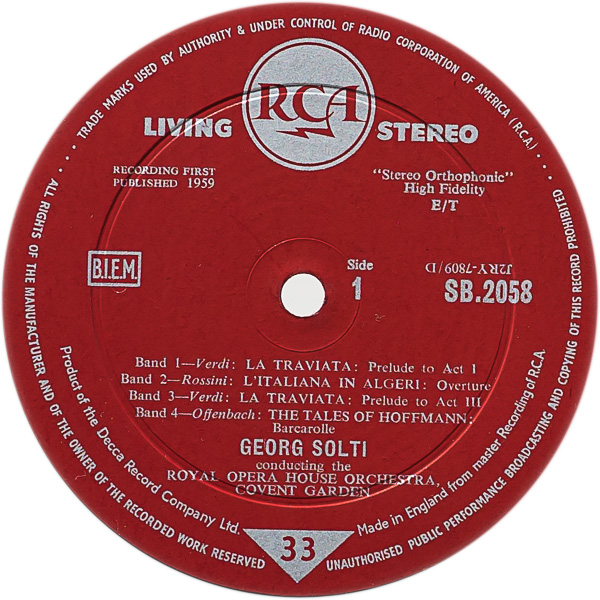 TRADE MARKS USED BY AUTHORITY & UNDER CONTROL OF RADIO CORPORATION OF AMERICA (R.C.A.)
RCA
LIVING STEREO
RECORDING FIRST
PUBLISHED 1959
"Stereo Orthophonic"
High Fidelity
E/T
B.I.E.M.
Side
1
J2RY-7809/D
SB.2058
Band 1—Verdi: LA TRAVIATA: Prelude to Act I
Band 2—Rossini: L'ITALIANA IN ALGERI: Overture
Band 3—Verdi: LA TRAVIATA: Prelude to Act III
Band 4—Offenbach: THE TALES OF HOFFMANN:
Barcarolle
GEORG SOLTI
conducting the
ROYAL OPERA HOUSE ORCHESTRA,
COVENT GARDEN
Product of the Decca Record Company Ltd.
33
Made in England from master Recording of R.C.A.
ALL RIGHTS OF THE MANUFACTURER AND OF THE OWNER OF THE RECORDED WORK RESERVED
UNAUTHORISED PUBLIC PERFORMANCE BROADCASTING AND COPYING OF THIS RECORD PROHIBITED